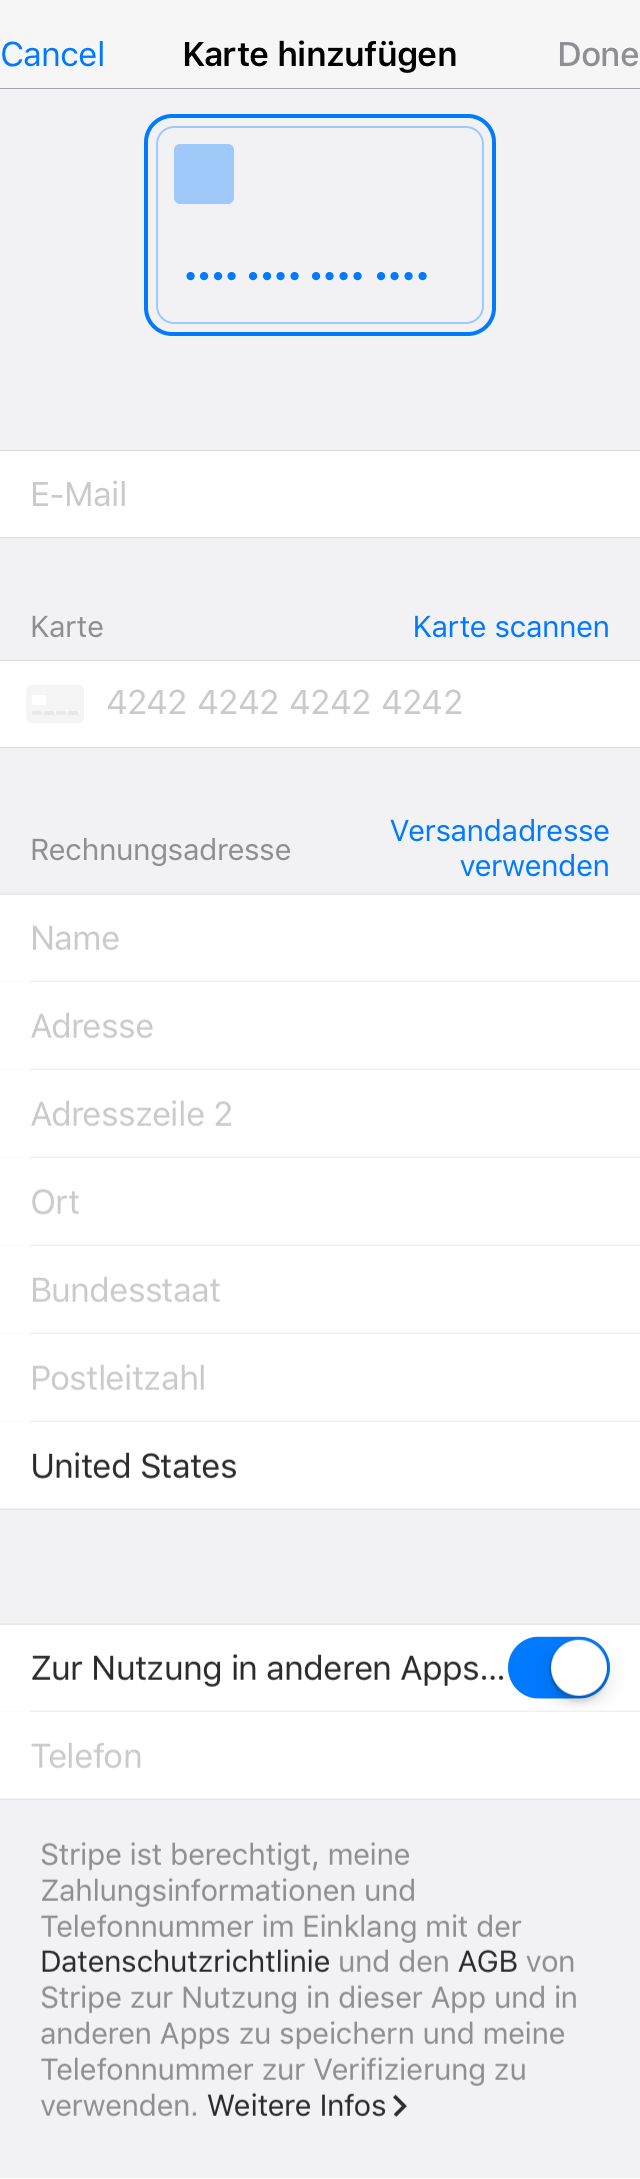 Cancel Karte hinzufügen Done
•••• •••• •••• ••••
E-Mail
Karte Karte scannen
4242 4242 4242 4242
Rechnungsadresse Versandadresse
verwenden
Name
Adresse
Adresszeile 2
Ort
Bundesstaat
Postleitzahl
United States
Zur Nutzung in anderen Apps...
Telefon
Stripe ist berechtigt, meine
Zahlungsinformationen und
Telefonnummer im Einklang mit der
Datenschutzrichtlinie und den AGB von
Stripe zur Nutzung in dieser App und in
anderen Apps zu speichern und meine
Telefonnummer zur Verifizierung zu
verwenden. Weitere Infos